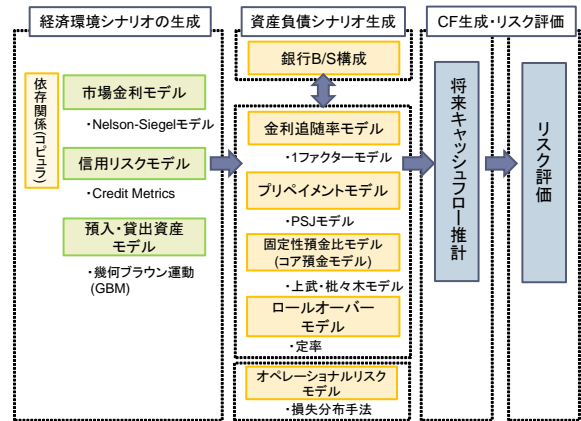 経済環境シナリオの生成
依存関係(コピュラ)
市場金利モデル
・Nelson-Siegelモデル
信用リスクモデル
・Credit Metrics
預入・貸出資産
モデル
・幾何ブラウン運動
(GBM)
資産負債シナリオ生成
銀行B/S構成
金利追随率モデル
・1ファクターモデル
プリペイメントモデル
・PSJモデル
固定性預金比モデル
(コア預金モデル)
・上武・枇々木モデル
ロールオーバー
モデル
・定率
オペレーショナルリスク
モデル
・損失分布手法
CF生成・リスク評価
将来キャッシュフロー推計
リスク評価